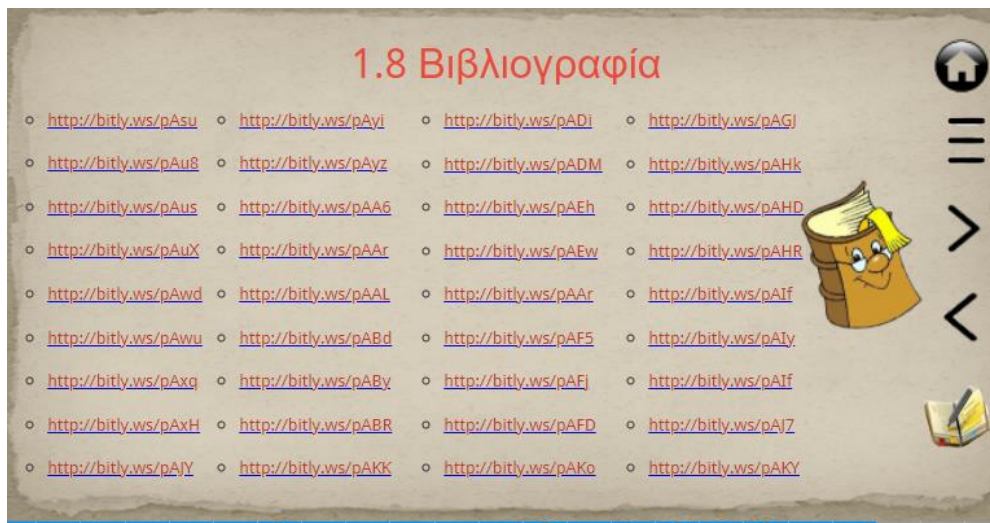 1.8 Βιβλιογραφία
http://bitly.ws/pAsu
http://bitly.ws/pAu8
http://bitly.ws/pAus
http://bitly.ws/pAuX
http://bitly.ws/pAwd
http://bitly.ws/pAwu
http://bitly.ws/pAxq
http://bitly.ws/pAxH
http://bitly.ws/pAJY
http://bitly.ws/pAyi
http://bitly.ws/pAyz
http://bitly.ws/pAA6
http://bitly.ws/pAAr
http://bitly.ws/pAAL
http://bitly.ws/pABd
http://bitly.ws/pABy
http://bitly.ws/pABR
http://bitly.ws/pAKK
http://bitly.ws/pADi
http://bitly.ws/pADM
http://bitly.ws/pAEh
http://bitly.ws/pAEw
http://bitly.ws/pAAr
http://bitly.ws/pAF5
http://bitly.ws/pAFj
http://bitly.ws/pAFD
http://bitly.ws/pAKo
http://bitly.ws/pAGJ
http://bitly.ws/pAHk
http://bitly.ws/pAHD
http://bitly.ws/pAHR
http://bitly.ws/pAIf
http://bitly.ws/pAIy
http://bitly.ws/pAIf
http://bitly.ws/pAJ7
http://bitly.ws/pAKY